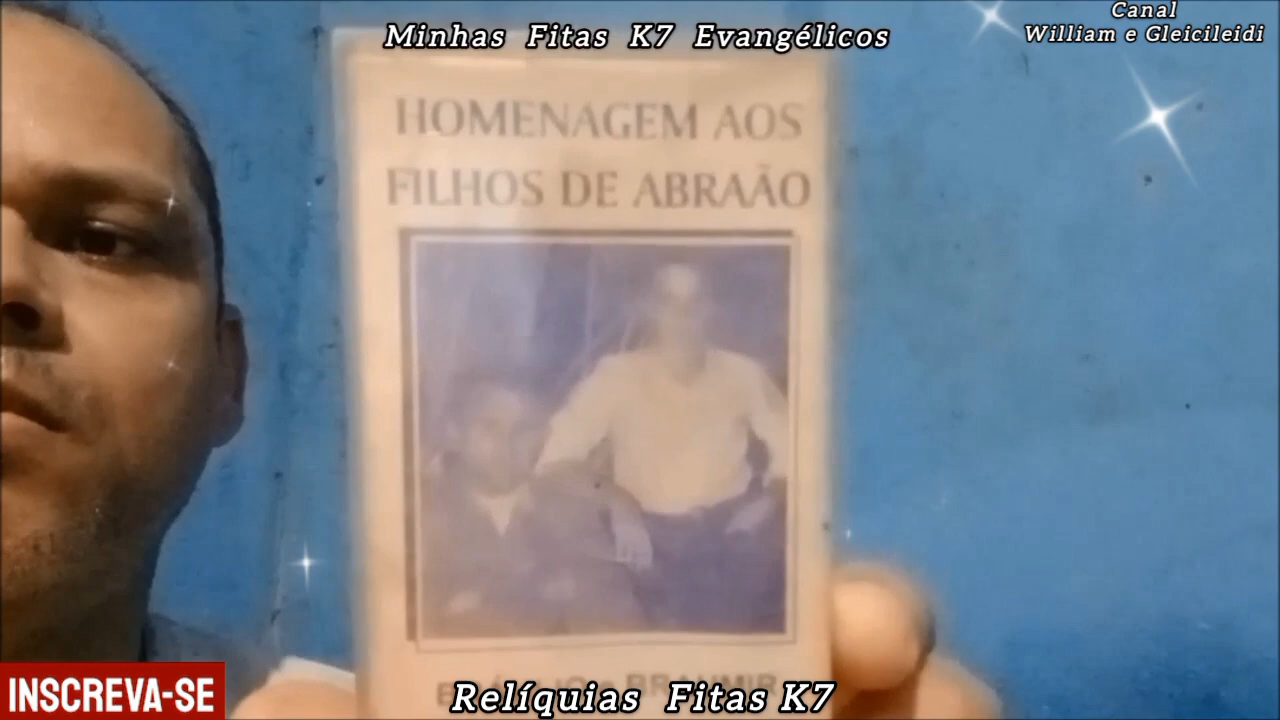 Minhas Fitas K7 Evangélicos
Canal
William e Gleicileidi
HOMENAGEM AOS
FILHOS DE ABRAÃO
Relíquias Fitas K7
INSCREVA-SE